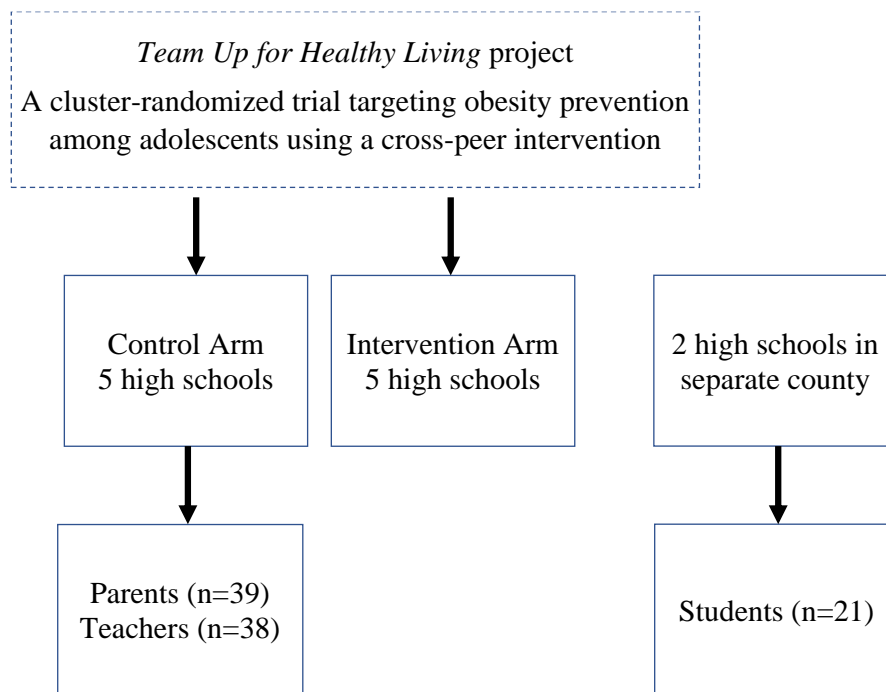 Team Up for Healthy Living project
A cluster-randomized trial targeting obesity prevention
among adolescents using a cross-peer intervention
Control Arm
5 high schools
Intervention Arm
5 high schools
2 high schools in
separate county
Parents (n=39)
Teachers (n=38)
Students (n=21)